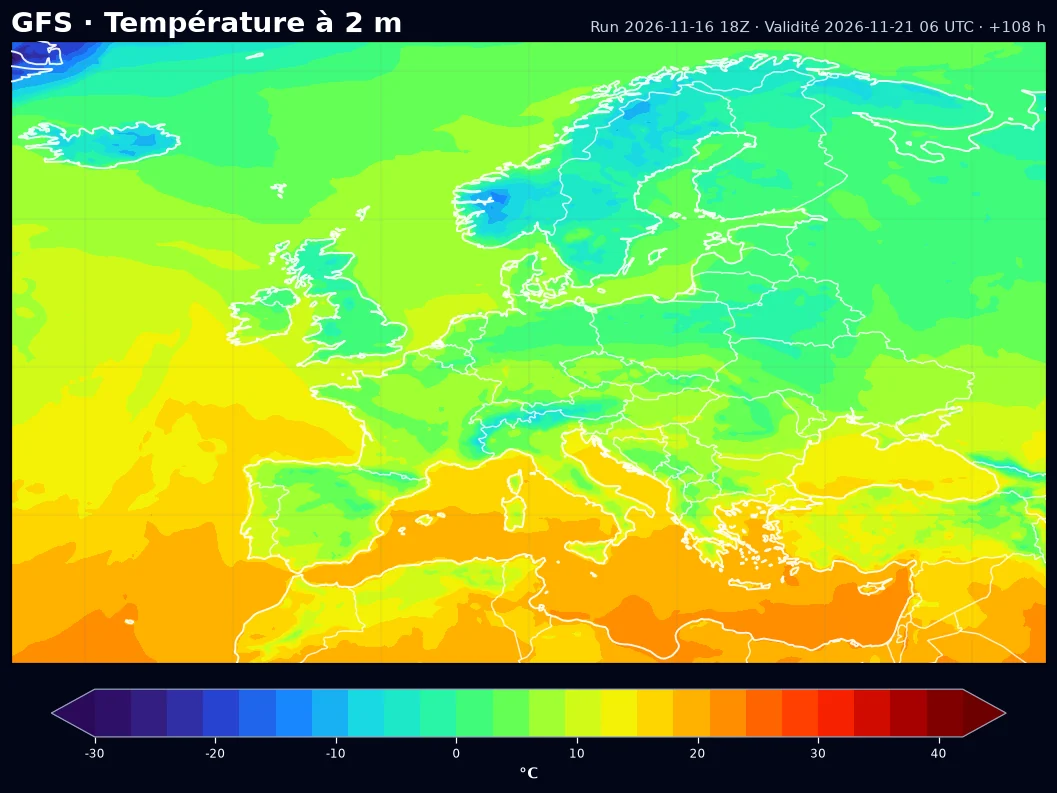 GFS · Température à 2 m
Run 2026-11-16 18Z · Validité 2026-11-21 06 UTC · +108 h
-30 -20 -10 0 10 20 30 40
°C